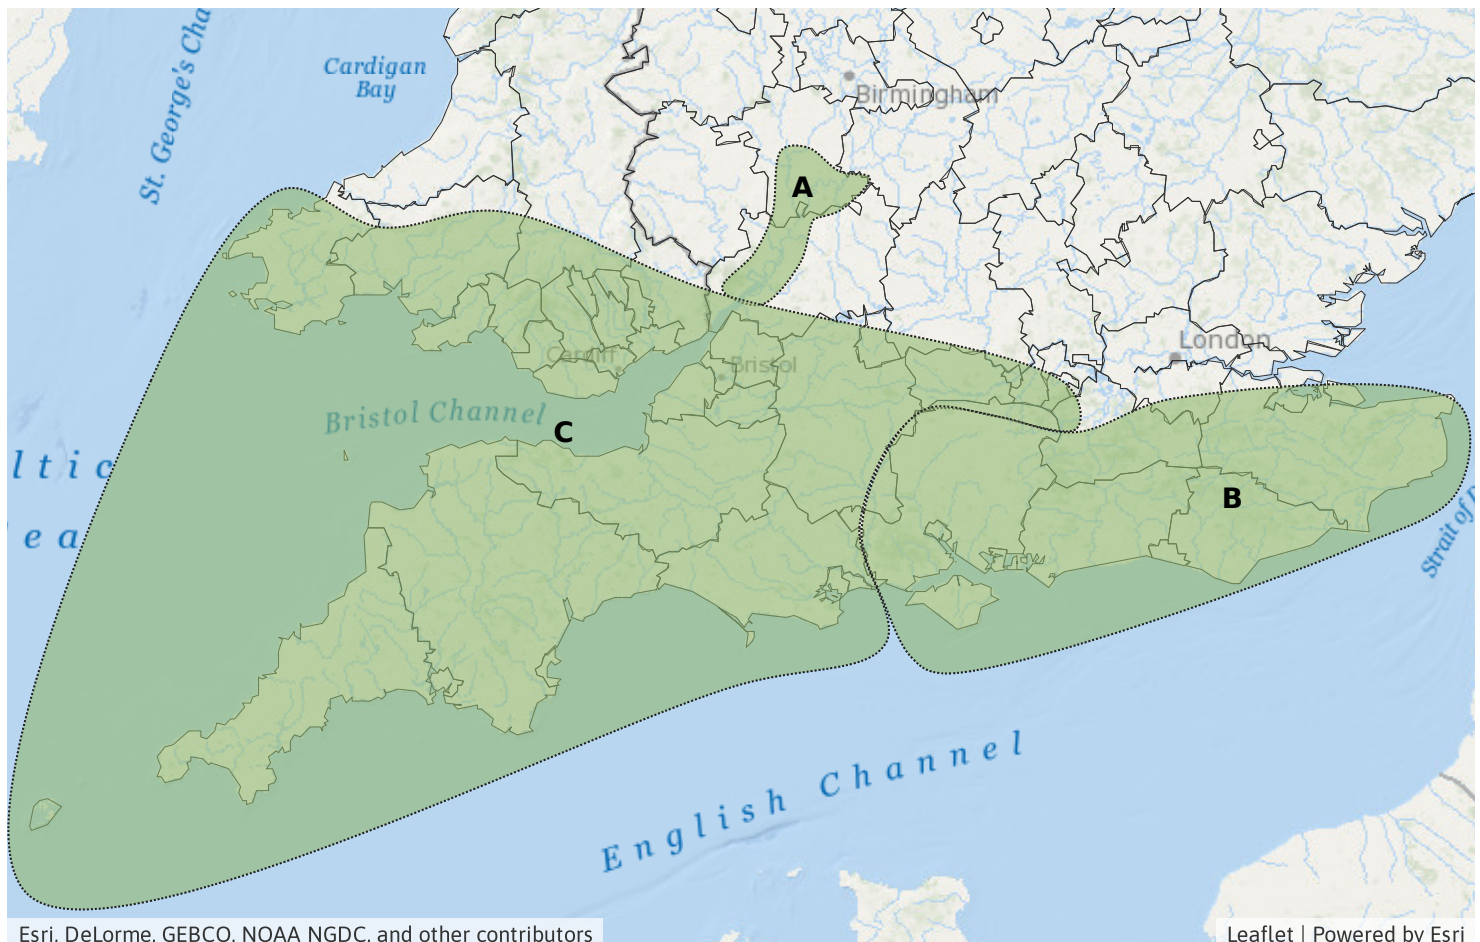 St. George's Cha
Cardigan
Bay
Birmingham
A
London
Cardiff
Bristol
Bristol Channel
C
ltic
ea
B
Strait of
English Channel
Esri, DeLorme, GEBCO, NOAA NGDC, and other contributors
Leaflet | Powered by Esri